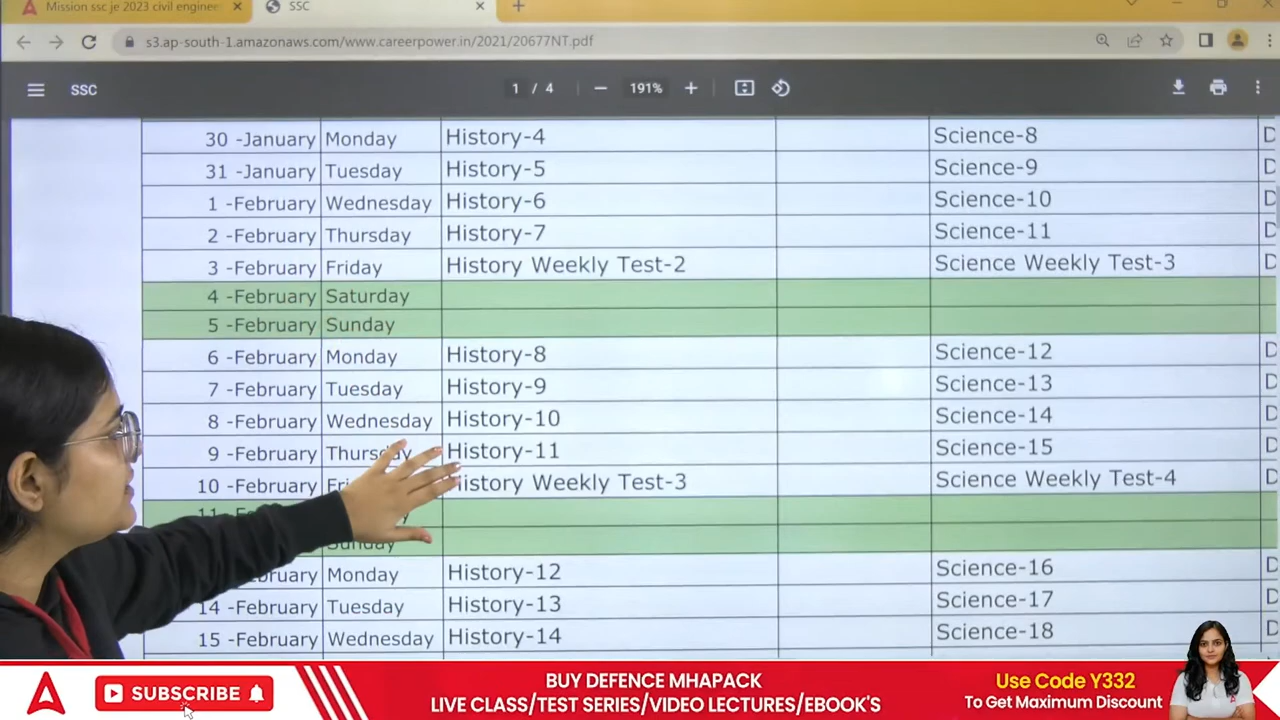 Mission ssc je 2023 civil enginee
SSC
s3.ap-south-1.amazonaws.com/www.careerpower.in/2021/20677NT.pdf
SSC
1 / 4
191%
30 -January Monday History-4 Science-8 D
31 -January Tuesday History-5 Science-9 D
1 -February Wednesday History-6 Science-10 D
2 -February Thursday History-7 Science-11 D
3 -February Friday History Weekly Test-2 Science Weekly Test-3 D
4 -February Saturday
5 -February Sunday
6 -February Monday History-8 Science-12 D
7 -February Tuesday History-9 Science-13 D
8 -February Wednesday History-10 Science-14 D
9 -February Thursday History-11 Science-15 D
10 -February History Weekly Test-3 Science Weekly Test-4 D
Sunday
Monday History-12 Science-16 D
14 -February Tuesday History-13 Science-17 D
15 -February Wednesday History-14 Science-18 D
SUBSCRIBE
BUY DEFENCE MHAPACK
LIVE CLASS/TEST SERIES/VIDEO LECTURES/EBOOK'S
Use Code Y332
To Get Maximum Discount